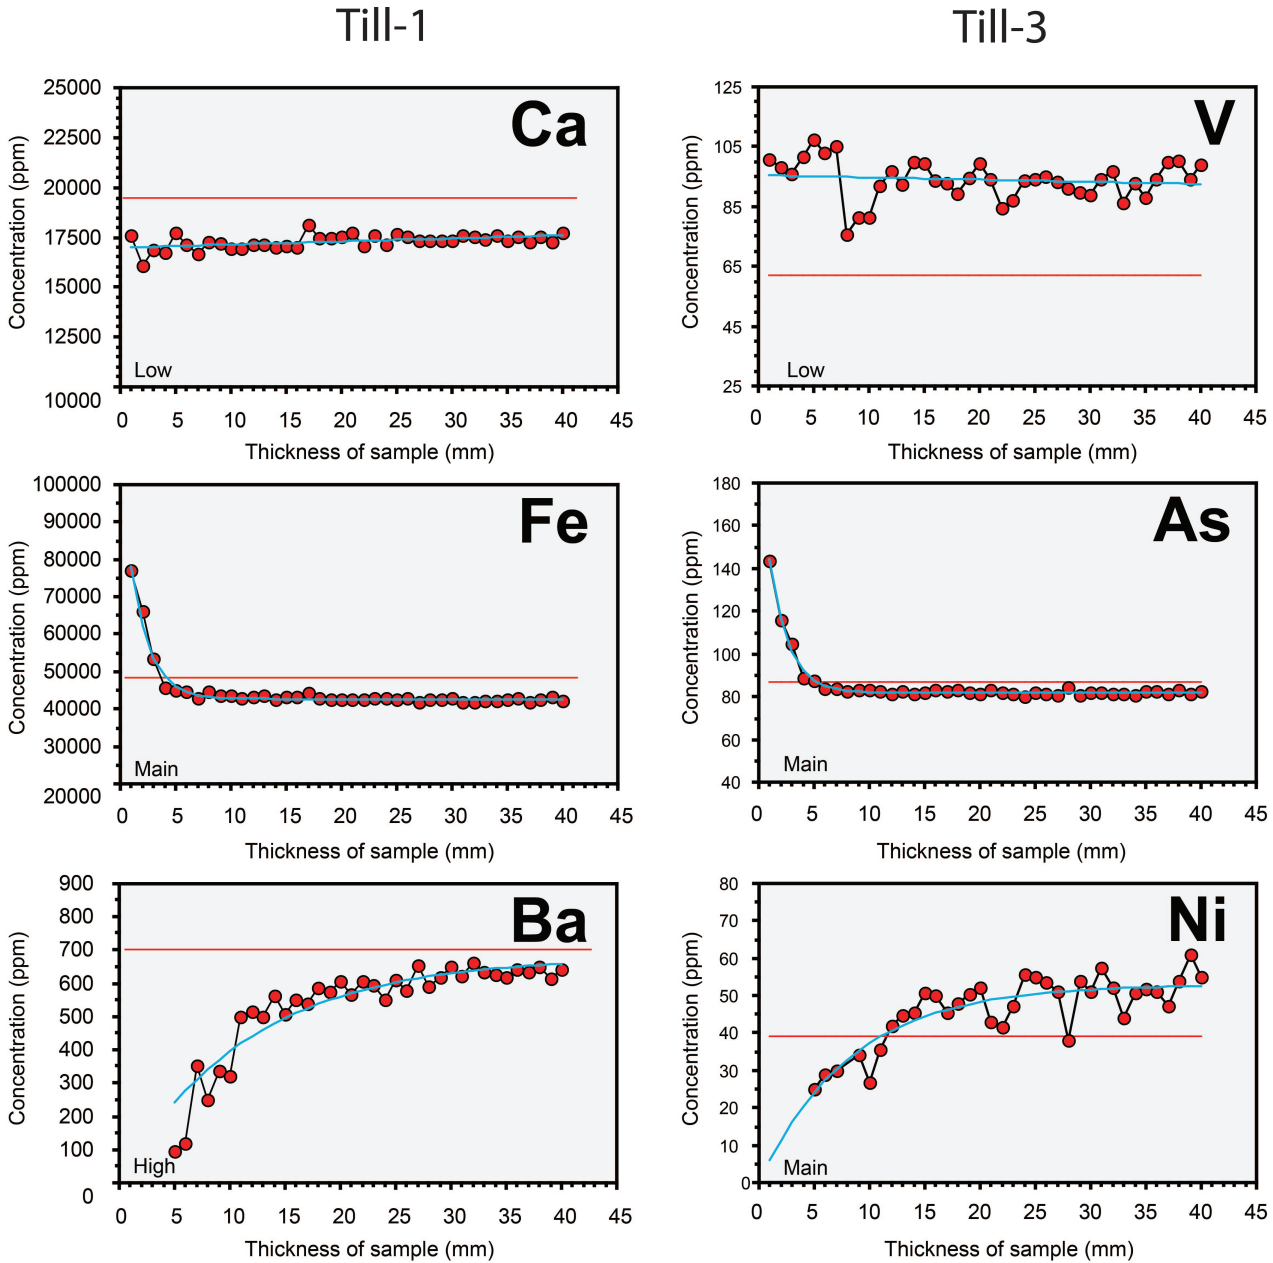 Till-1
Till-3
Ca
Concentration (ppm)
25000
22500
20000
17500
15000
12500
10000
Low
0 5 10 15 20 25 30 35 40 45
Thickness of sample (mm)
V
Concentration (ppm)
125
105
85
65
45
25
Low
0 5 10 15 20 25 30 35 40 45
Thickness of sample (mm)
Fe
Concentration (ppm)
100000
90000
80000
70000
60000
50000
40000
30000
20000
Main
0 5 10 15 20 25 30 35 40 45
Thickness of sample (mm)
As
Concentration (ppm)
180
160
140
120
100
80
60
40
Main
0 5 10 15 20 25 30 35 40 45
Thickness of sample (mm)
Ba
Concentration (ppm)
900
800
700
600
500
400
300
200
100
0
High
0 5 10 15 20 25 30 35 40 45
Thickness of sample (mm)
Ni
Concentration (ppm)
80
70
60
50
40
30
20
10
0
Main
0 5 10 15 20 25 30 35 40 45
Thickness of sample (mm)